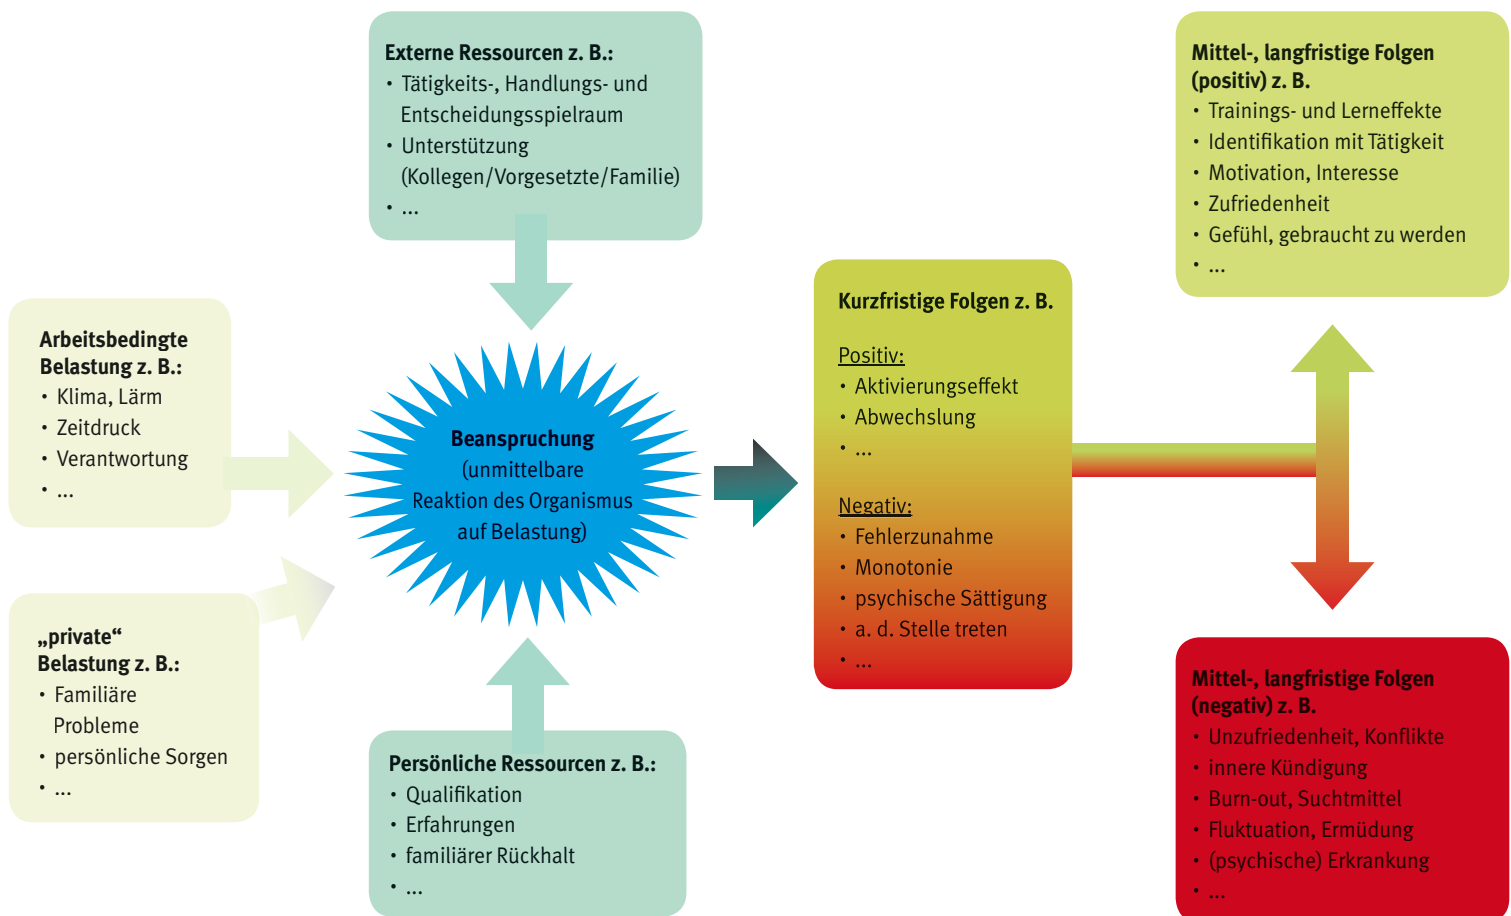 Externe Ressourcen z. B.:
· Tätigkeits-, Handlungs- und
Entscheidungsspielraum
· Unterstützung
(Kollegen/Vorgesetzte/Familie)
· ...
Arbeitsbedingte
Belastung z. B.:
· Klima, Lärm
· Zeitdruck
· Verantwortung
· ...
„private“
Belastung z. B.:
· Familiäre
Probleme
· persönliche Sorgen
· ...
Beanspruchung
(unmittelbare
Reaktion des Organismus
auf Belastung)
Persönliche Ressourcen z. B.:
· Qualifikation
· Erfahrungen
· familiärer Rückhalt
· ...
Kurzfristige Folgen z. B.
Positiv:
· Aktivierungseffekt
· Abwechslung
· ...
Negativ:
· Fehlerzunahme
· Monotonie
· psychische Sättigung
· a. d. Stelle treten
· ...
Mittel-, langfristige Folgen
(positiv) z. B.
· Trainings- und Lerneffekte
· Identifikation mit Tätigkeit
· Motivation, Interesse
· Zufriedenheit
· Gefühl, gebraucht zu werden
· ...
Mittel-, langfristige Folgen
(negativ) z. B.
· Unzufriedenheit, Konflikte
· innere Kündigung
· Burn-out, Suchtmittel
· Fluktuation, Ermüdung
· (psychische) Erkrankung
· ...